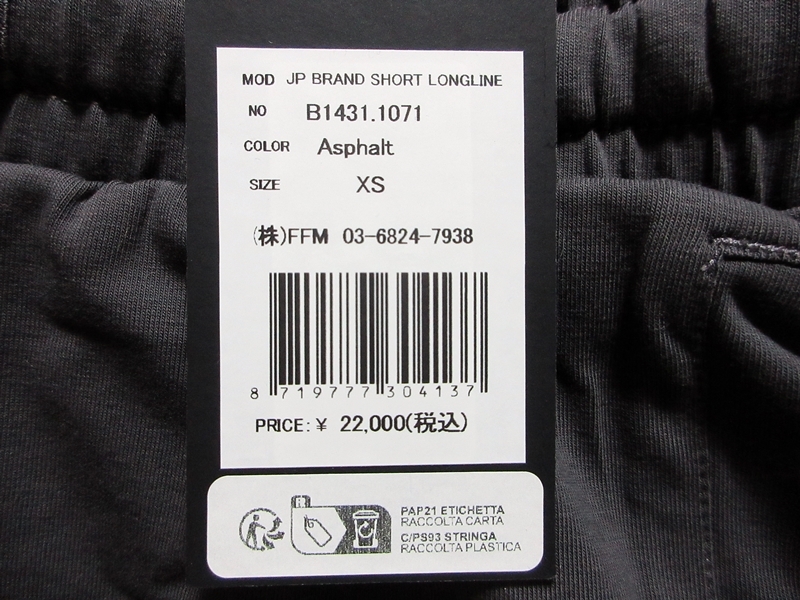 MOD JP BRAND SHORT LONGLINE
NO B1431.1071
COLOR Asphalt
SIZE XS
(株)FFM 03-6824-7938
8 719777 304137
PRICE:¥ 22,000(税込)
PAP21 ETICHETTA
RACCOLTA CARTA
C/PS93 STRINGA
RACCOLTA PLASTICA